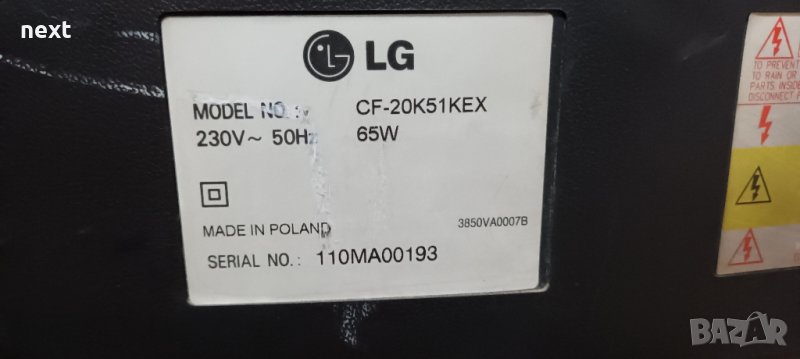 next
LG
MODEL NO. : CF-20K51KEX
230V~ 50Hz 65W
MADE IN POLAND 3850VA0007B
SERIAL NO.: 110MA00193
TO PREVENT
TO RAIN OR
PARTS INSIDE
DISCONNECT
BAZAR